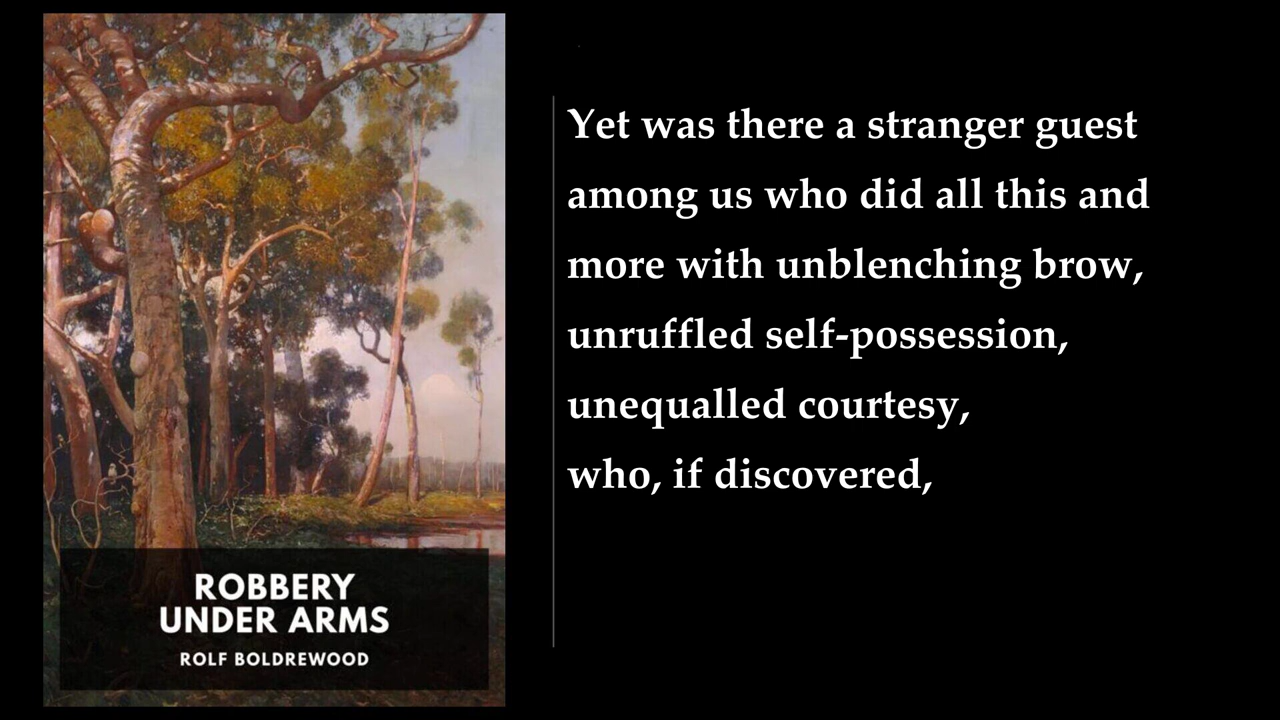 Yet was there a stranger guest
among us who did all this and
more with unblenching brow,
unruffled self-possession,
unequalled courtesy,
who, if discovered,
ROBBERY
UNDER ARMS
ROLF BOLDREWOOD